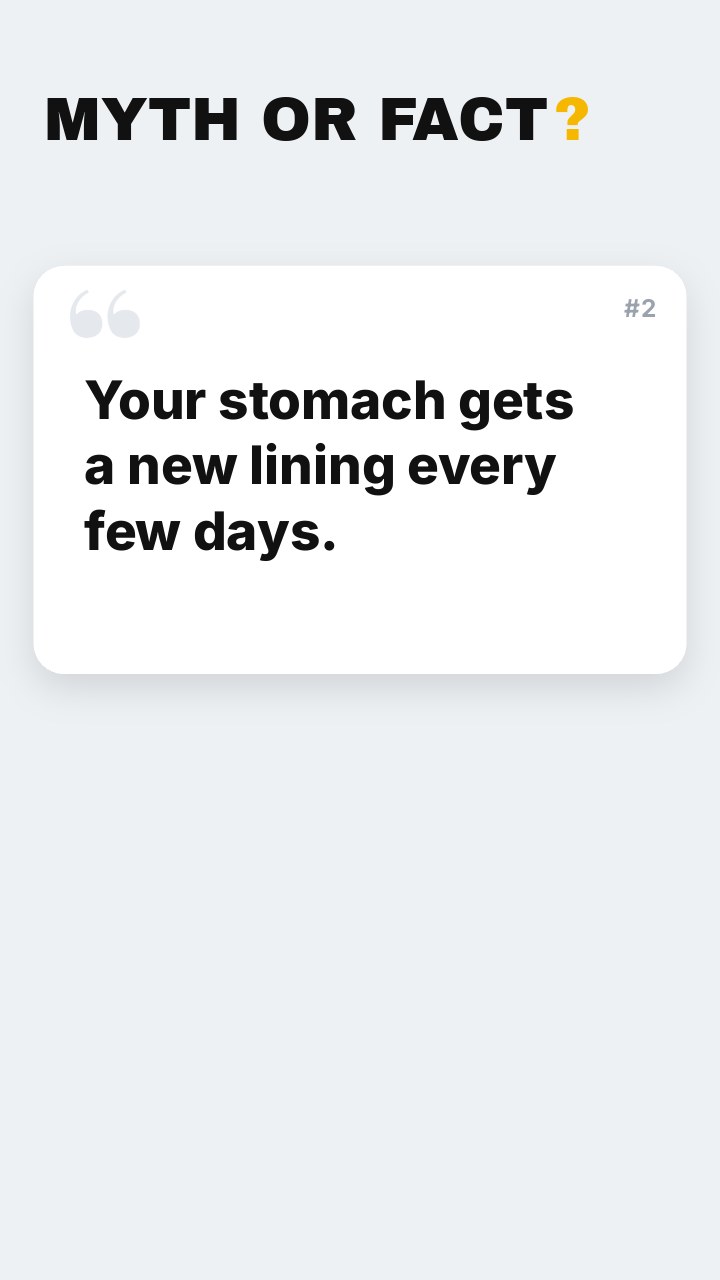 MYTH OR FACT?
“
#2
Your stomach gets
a new lining every
few days.